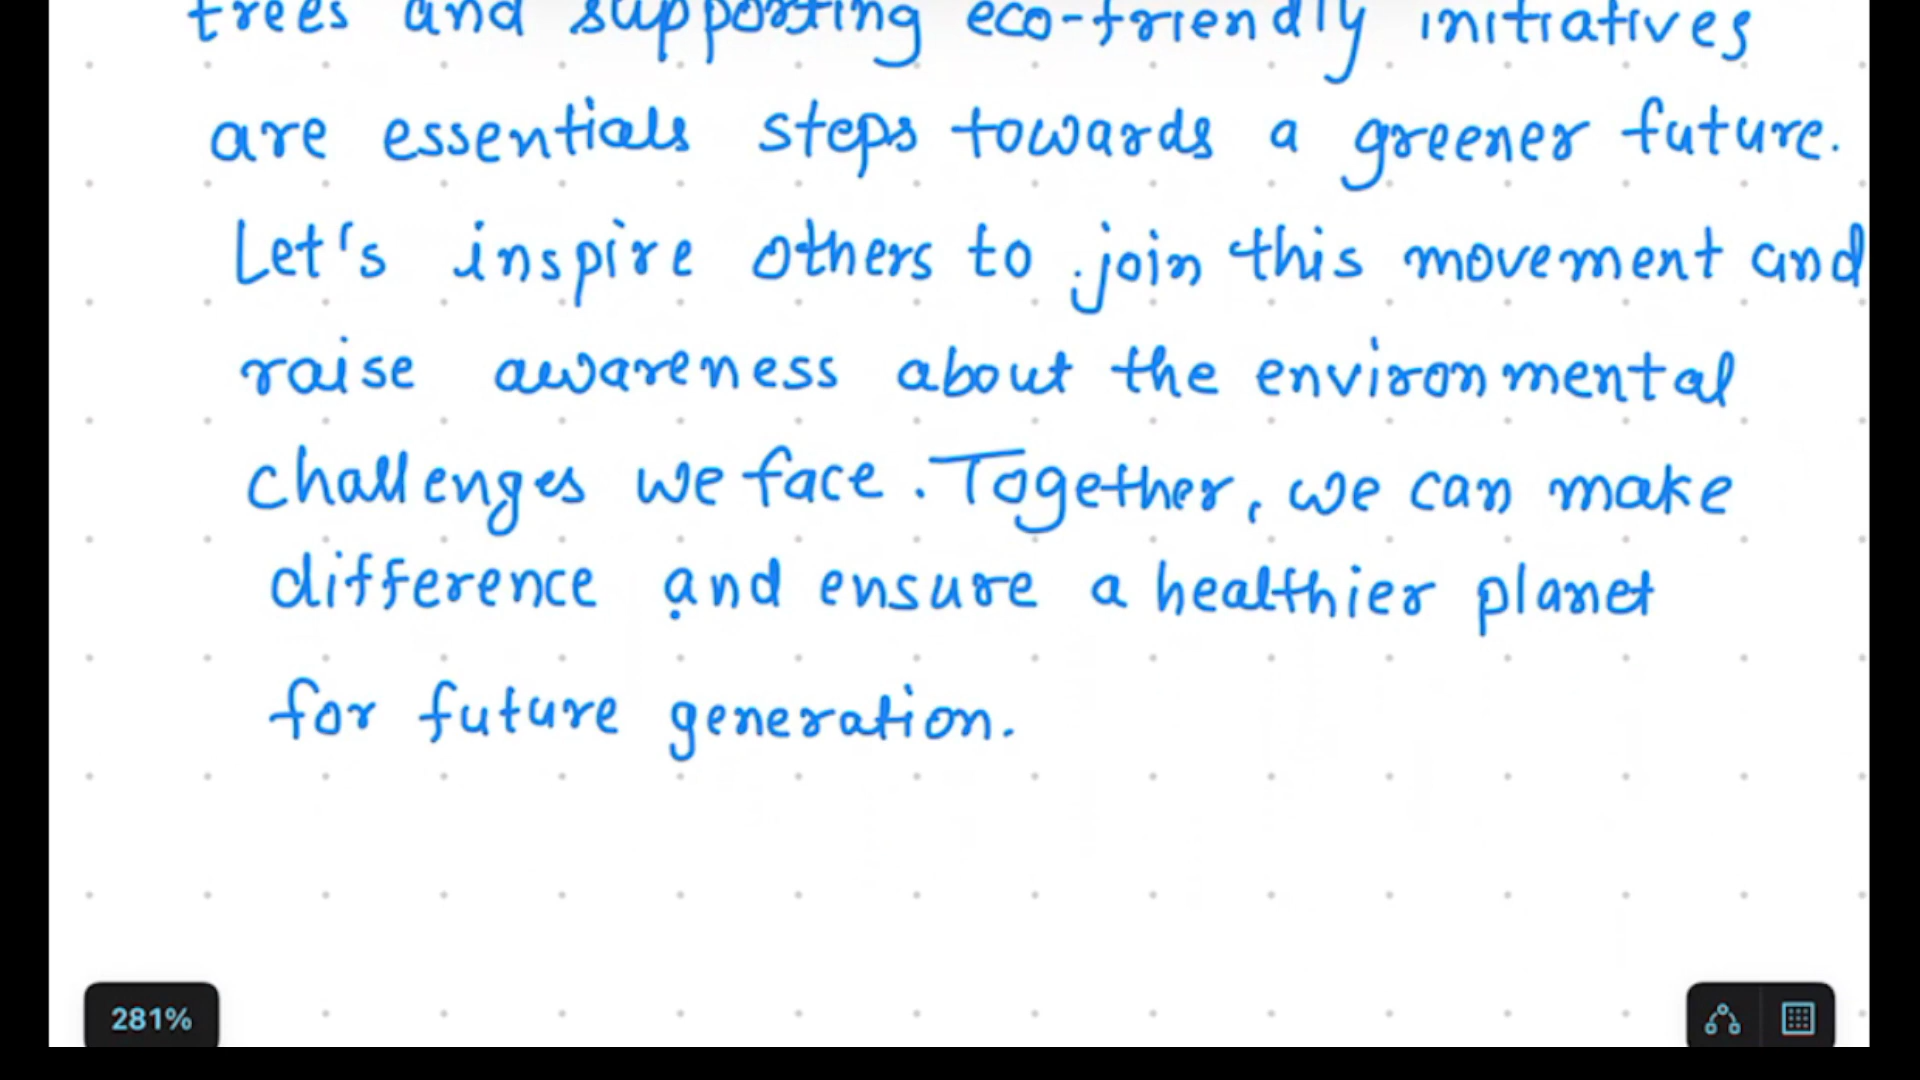 trees and supporting eco-friendly initiatives
are essentials steps towards a greener future.
Let's inspire others to join this movement and
raise awareness about the environmental
challenges we face. Together, we can make
difference and ensure a healthier planet
for future generation.
281%